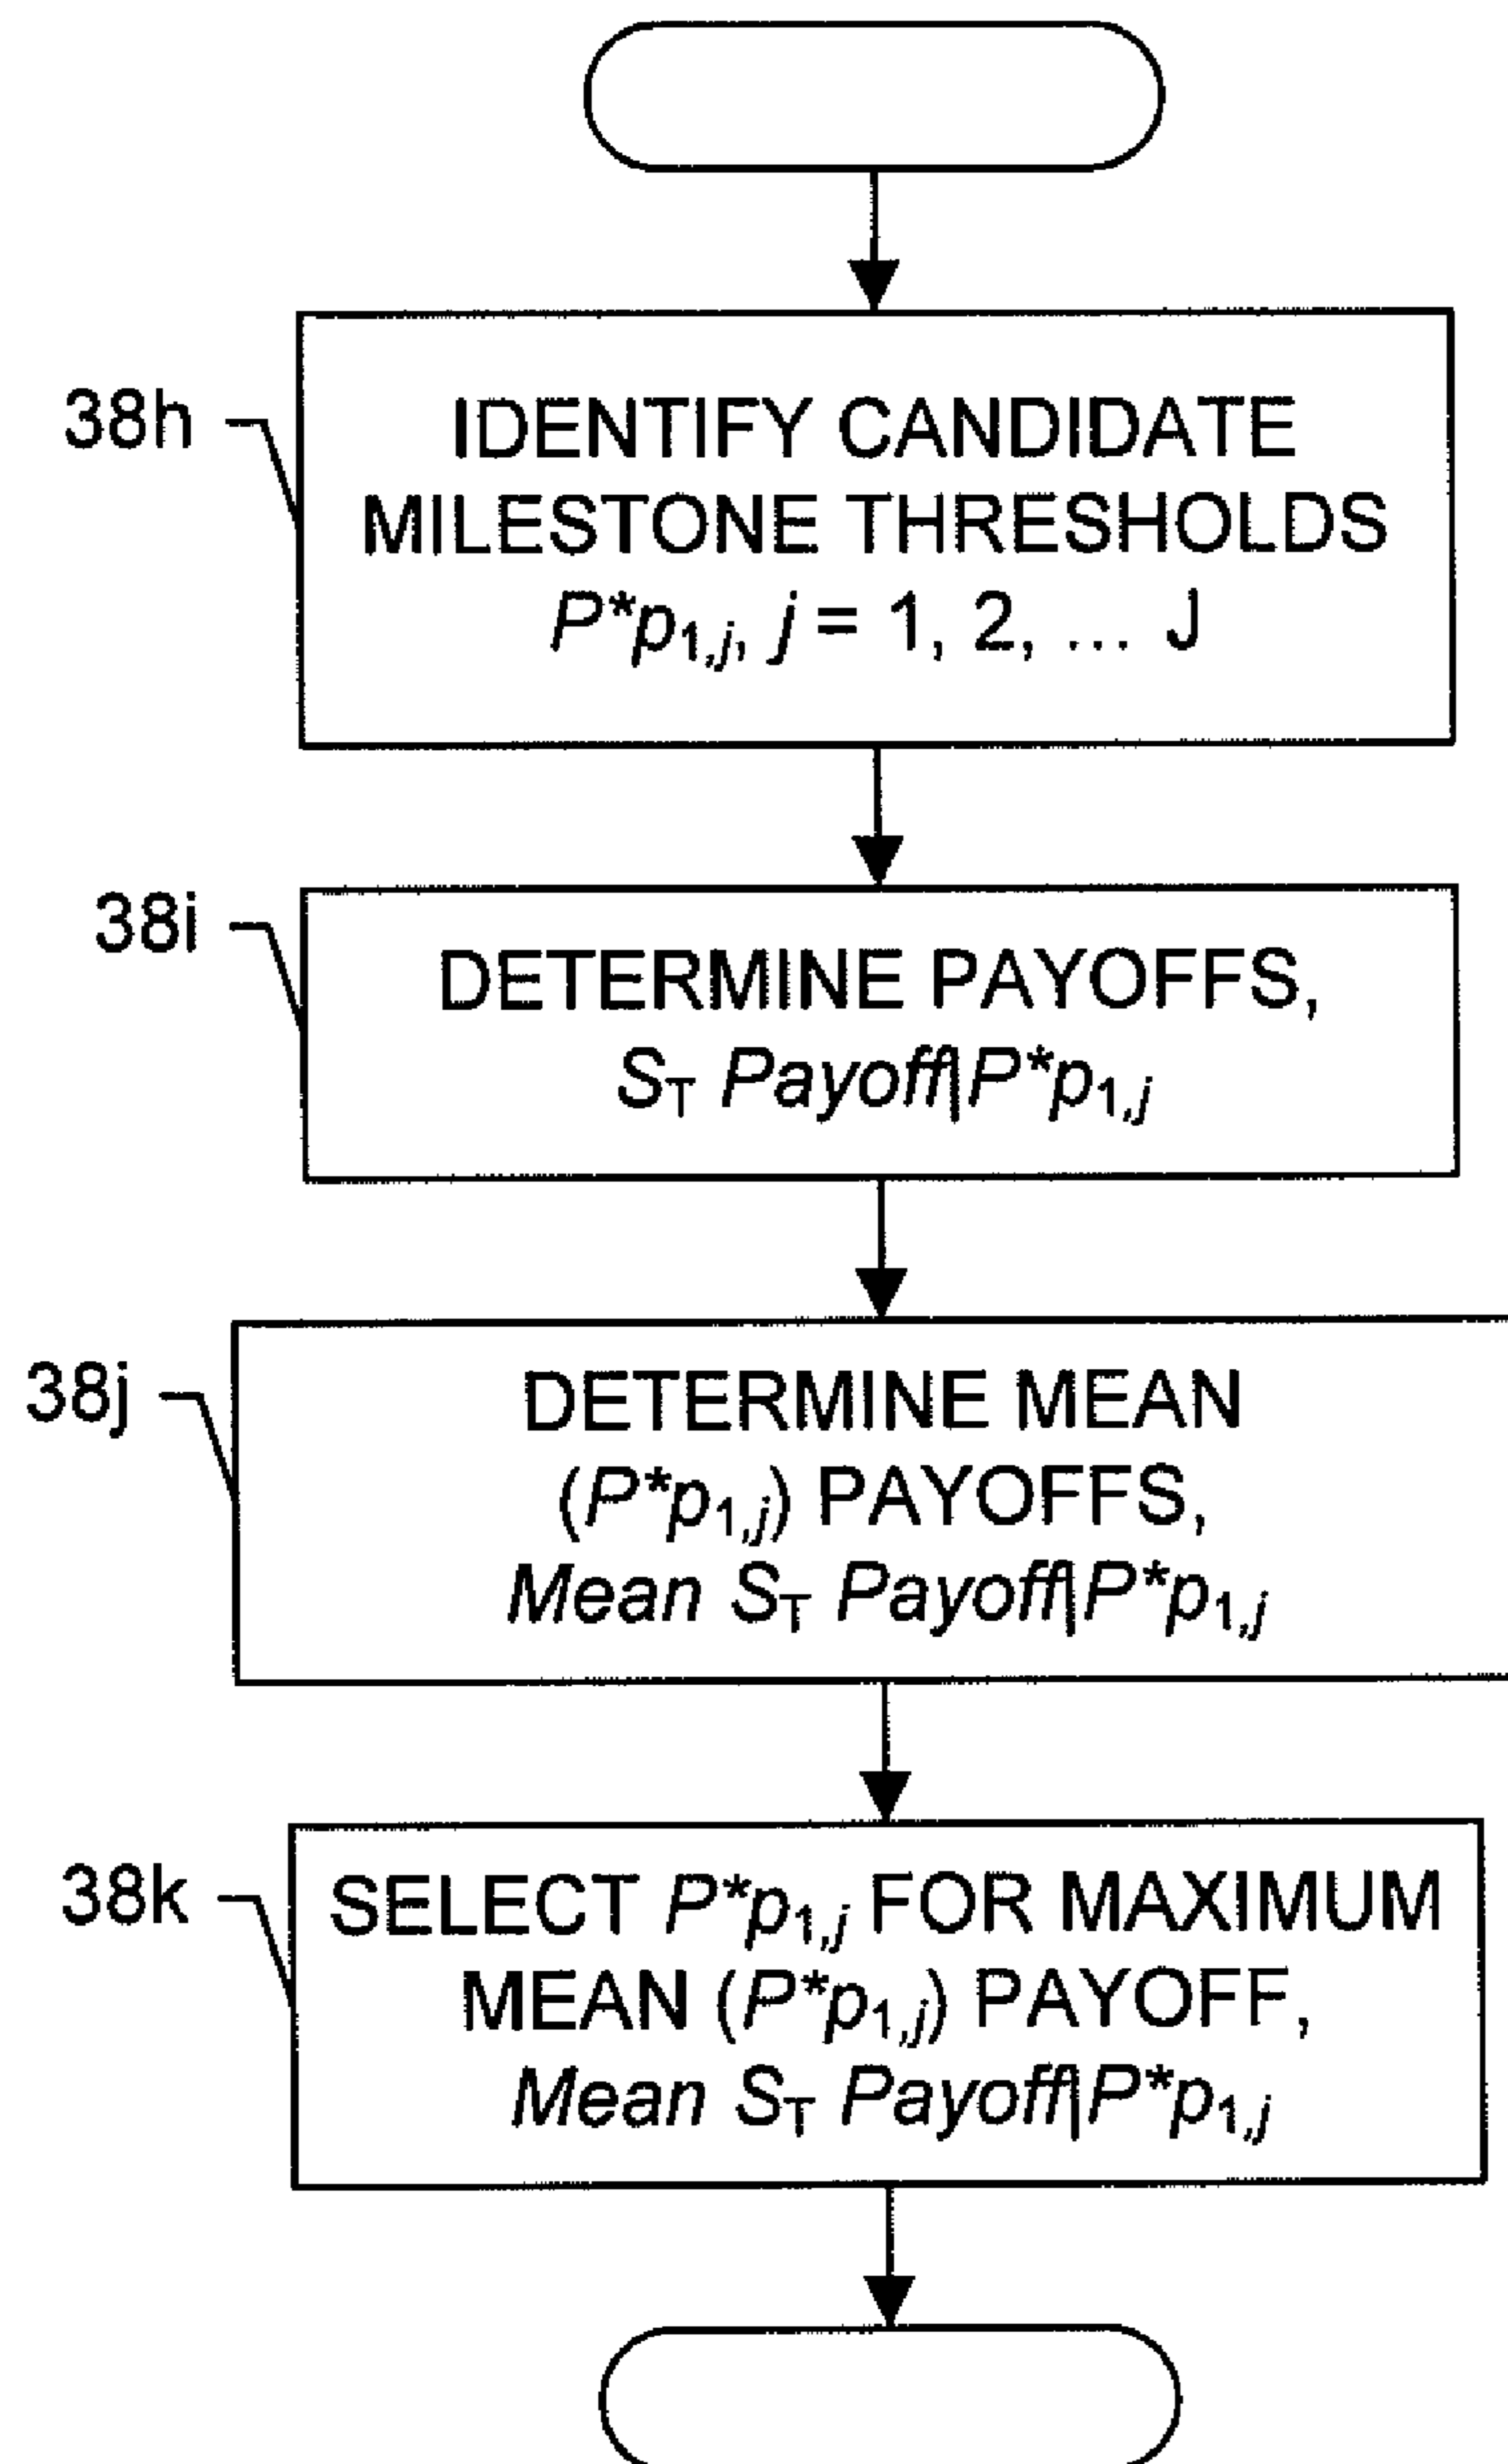 38h
IDENTIFY CANDIDATE
MILESTONE THRESHOLDS
P*p1,j, j = 1, 2, ... J
38i
DETERMINE PAYOFFS,
ST Payoff|P*p1,j
38j
DETERMINE MEAN
(P*p1,j) PAYOFFS,
Mean ST Payoff|P*p1,j
38k
SELECT P*p1,j FOR MAXIMUM
MEAN (P*p1,j) PAYOFF,
Mean ST Payoff|P*p1,j